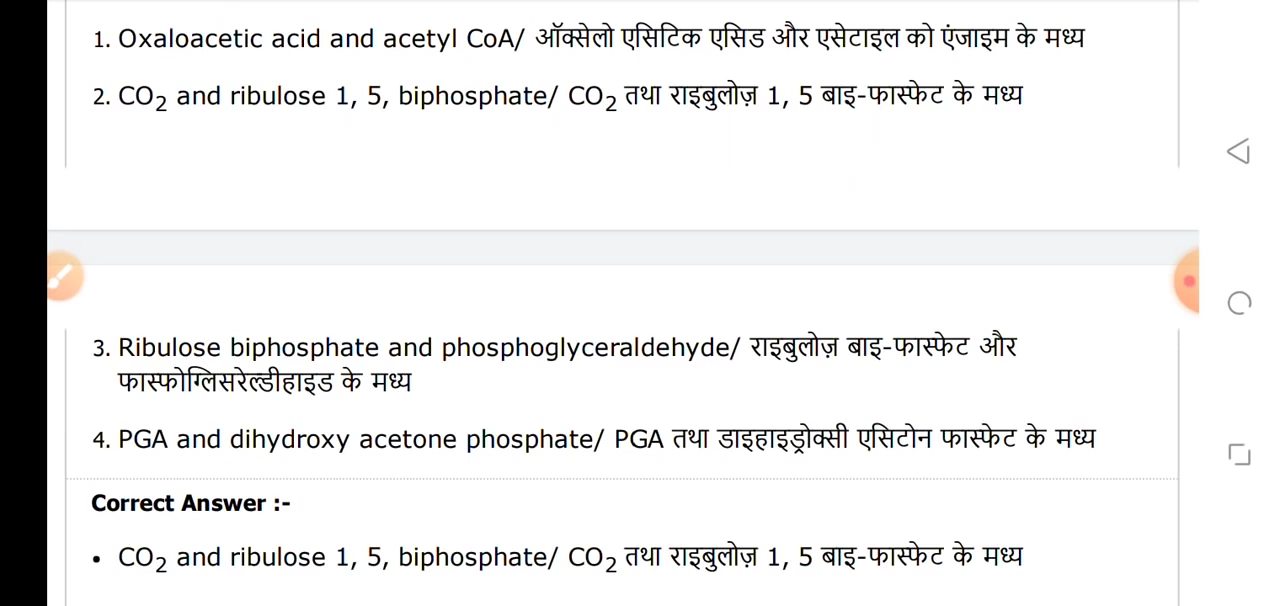 1. Oxaloacetic acid and acetyl CoA/ ऑक्सेलो एसिटिक एसिड और एसेटाइल को एंजाइम के मध्य
2. CO₂ and ribulose 1, 5, biphosphate/ CO₂ तथा राइबुलोज़ 1, 5 बाइ-फास्फेट के मध्य
3. Ribulose biphosphate and phosphoglyceraldehyde/ राइबुलोज़ बाइ-फास्फेट और
फास्फोग्लिसरेल्डीहाइड के मध्य
4. PGA and dihydroxy acetone phosphate/ PGA तथा डाइहाइड्रोक्सी एसिटोन फास्फेट के मध्य
Correct Answer :-
• CO₂ and ribulose 1, 5, biphosphate/ CO₂ तथा राइबुलोज़ 1, 5 बाइ-फास्फेट के मध्य